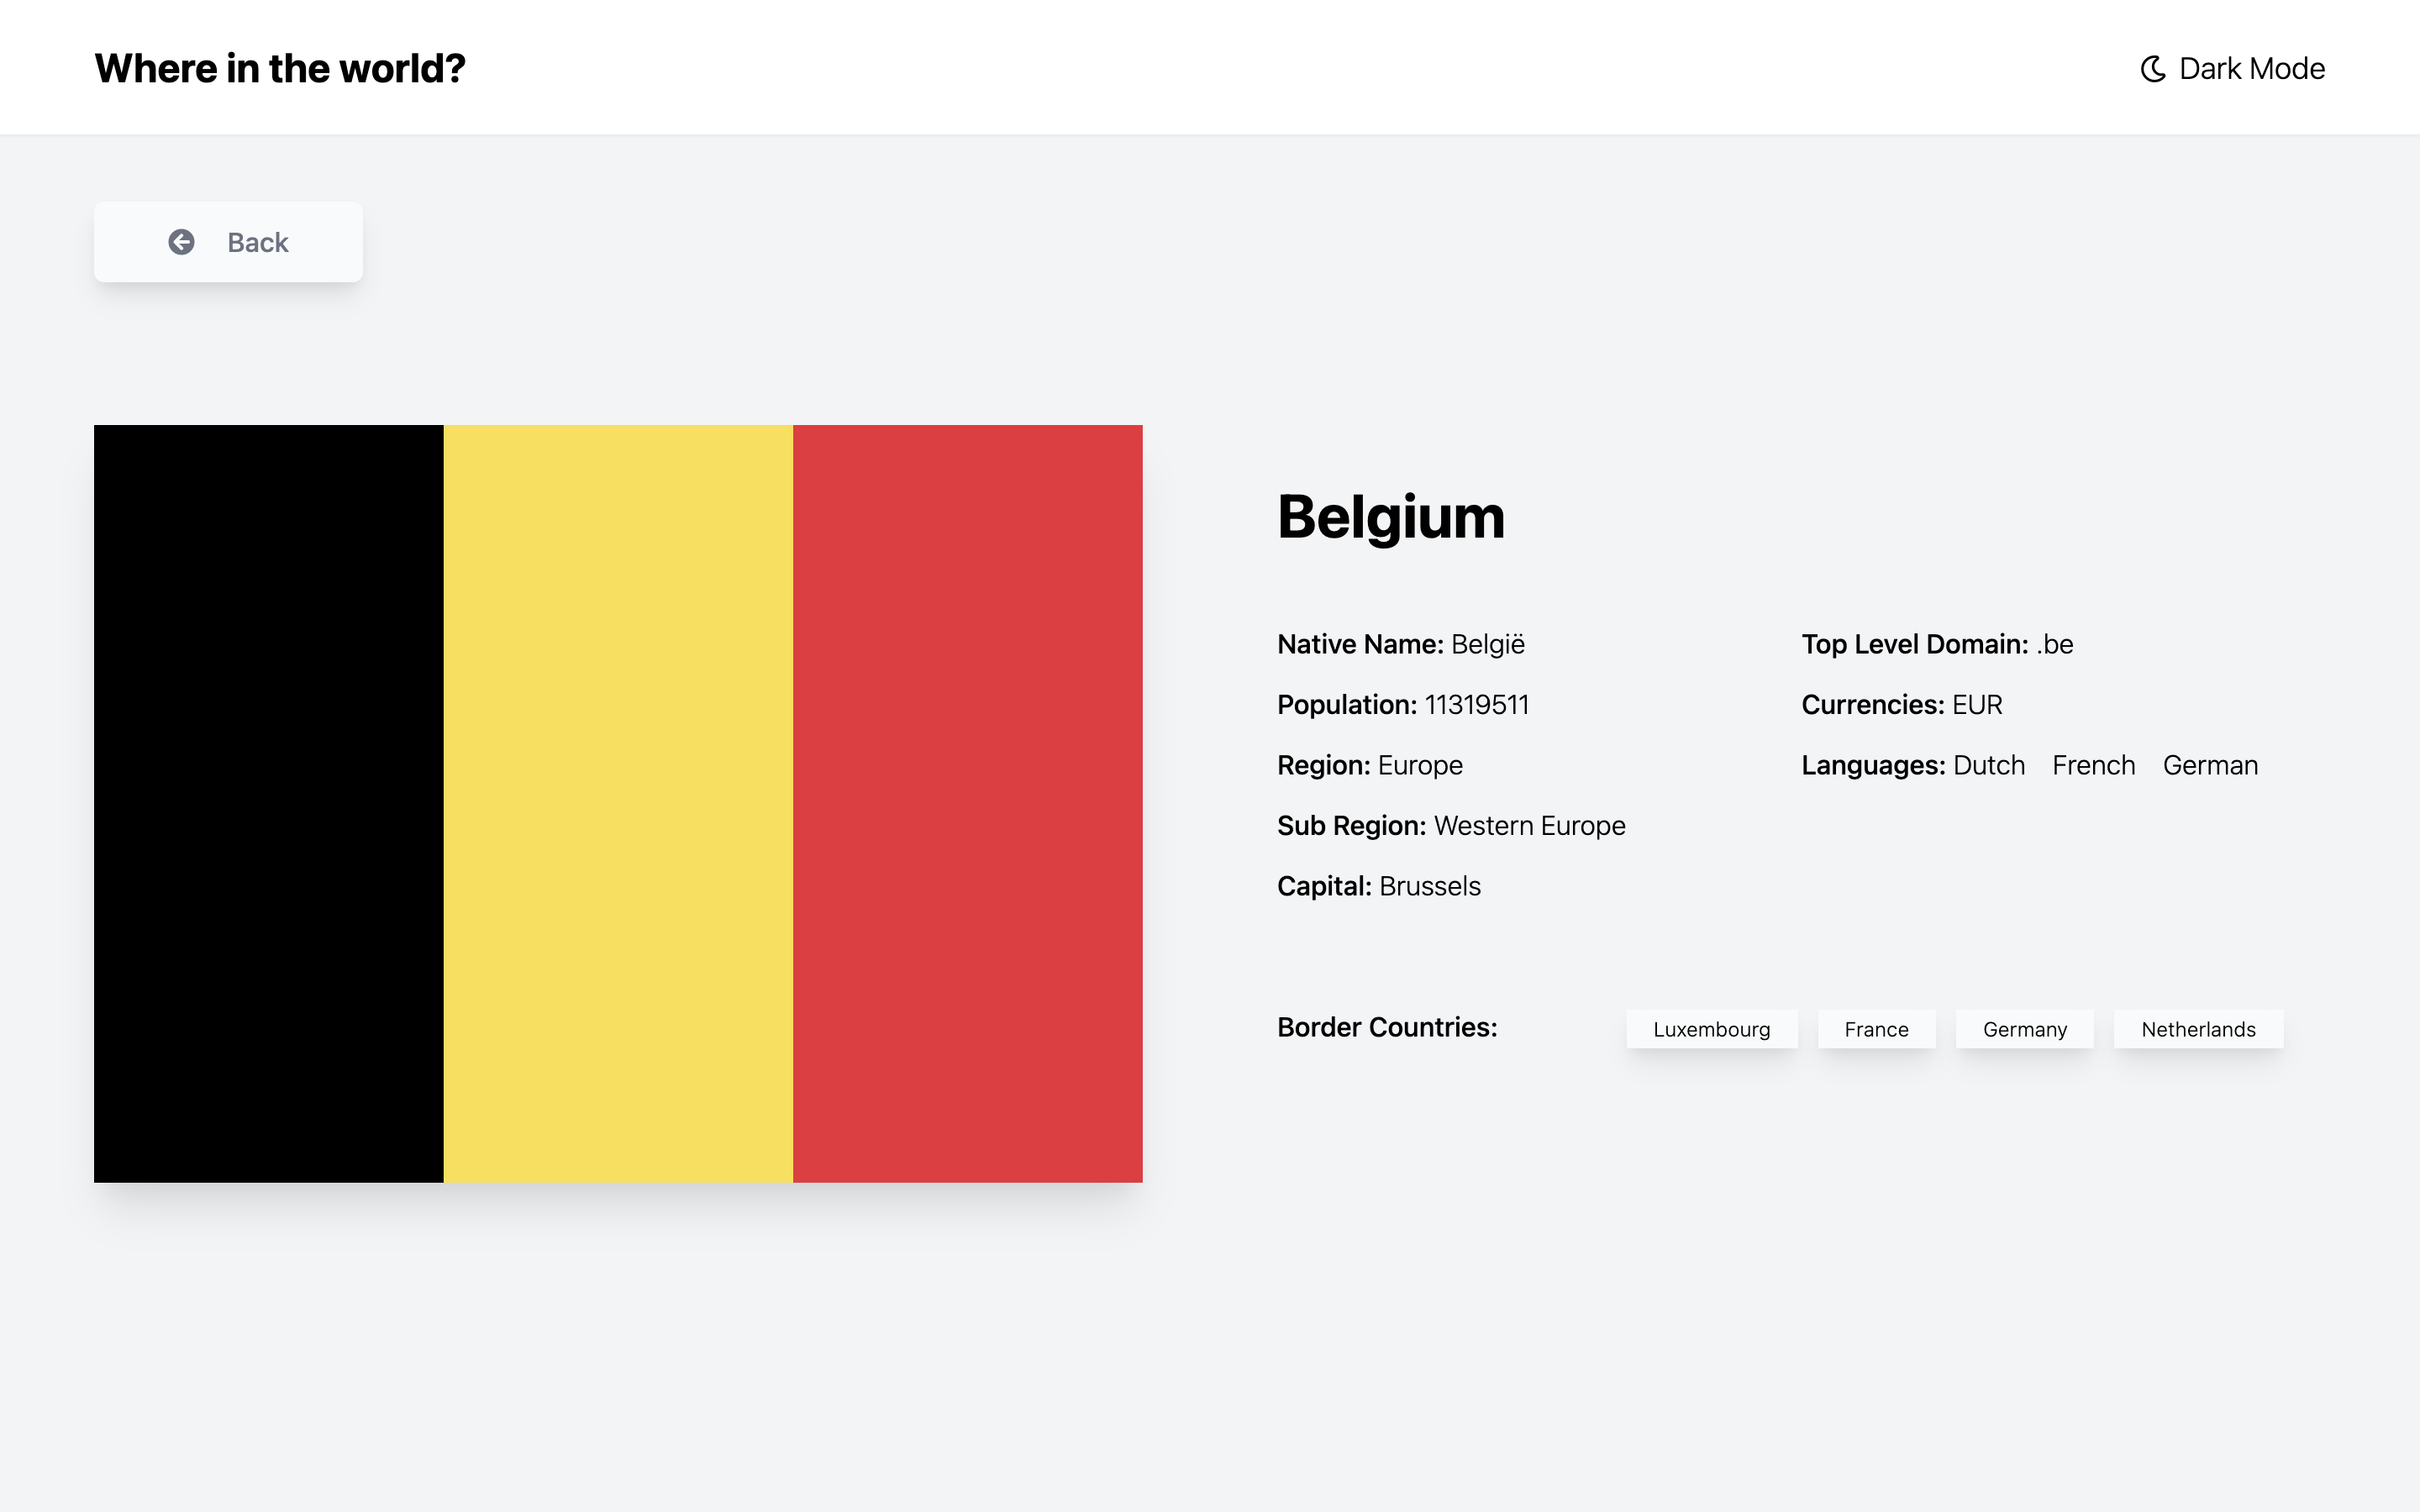 Where in the world?
Dark Mode
Back
Belgium
Native Name: België
Population: 11319511
Region: Europe
Sub Region: Western Europe
Capital: Brussels
Top Level Domain: .be
Currencies: EUR
Languages: Dutch French German
Border Countries: Luxembourg France Germany Netherlands